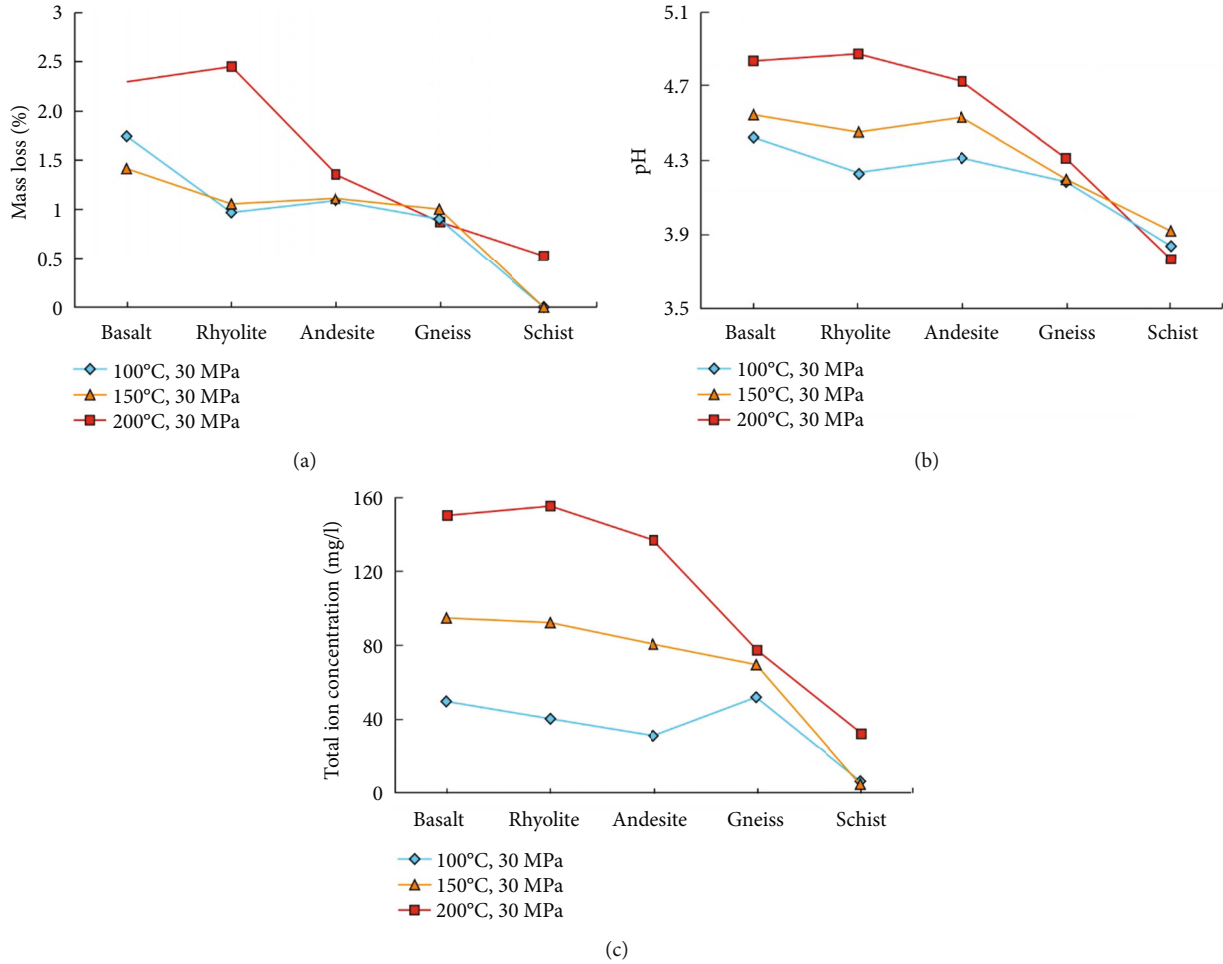 3
2.5
2.0
1.5
1
0.5
0
Mass loss (%)
Basalt Rhyolite Andesite Gneiss Schist
100°C, 30 MPa
150°C, 30 MPa
200°C, 30 MPa
(a)
5.1
4.7
4.3
3.9
3.5
pH
Basalt Rhyolite Andesite Gneiss Schist
100°C, 30 MPa
150°C, 30 MPa
200°C, 30 MPa
(b)
160
120
80
40
0
Total ion concentration (mg/l)
Basalt Rhyolite Andesite Gneiss Schist
100°C, 30 MPa
150°C, 30 MPa
200°C, 30 MPa
(c)